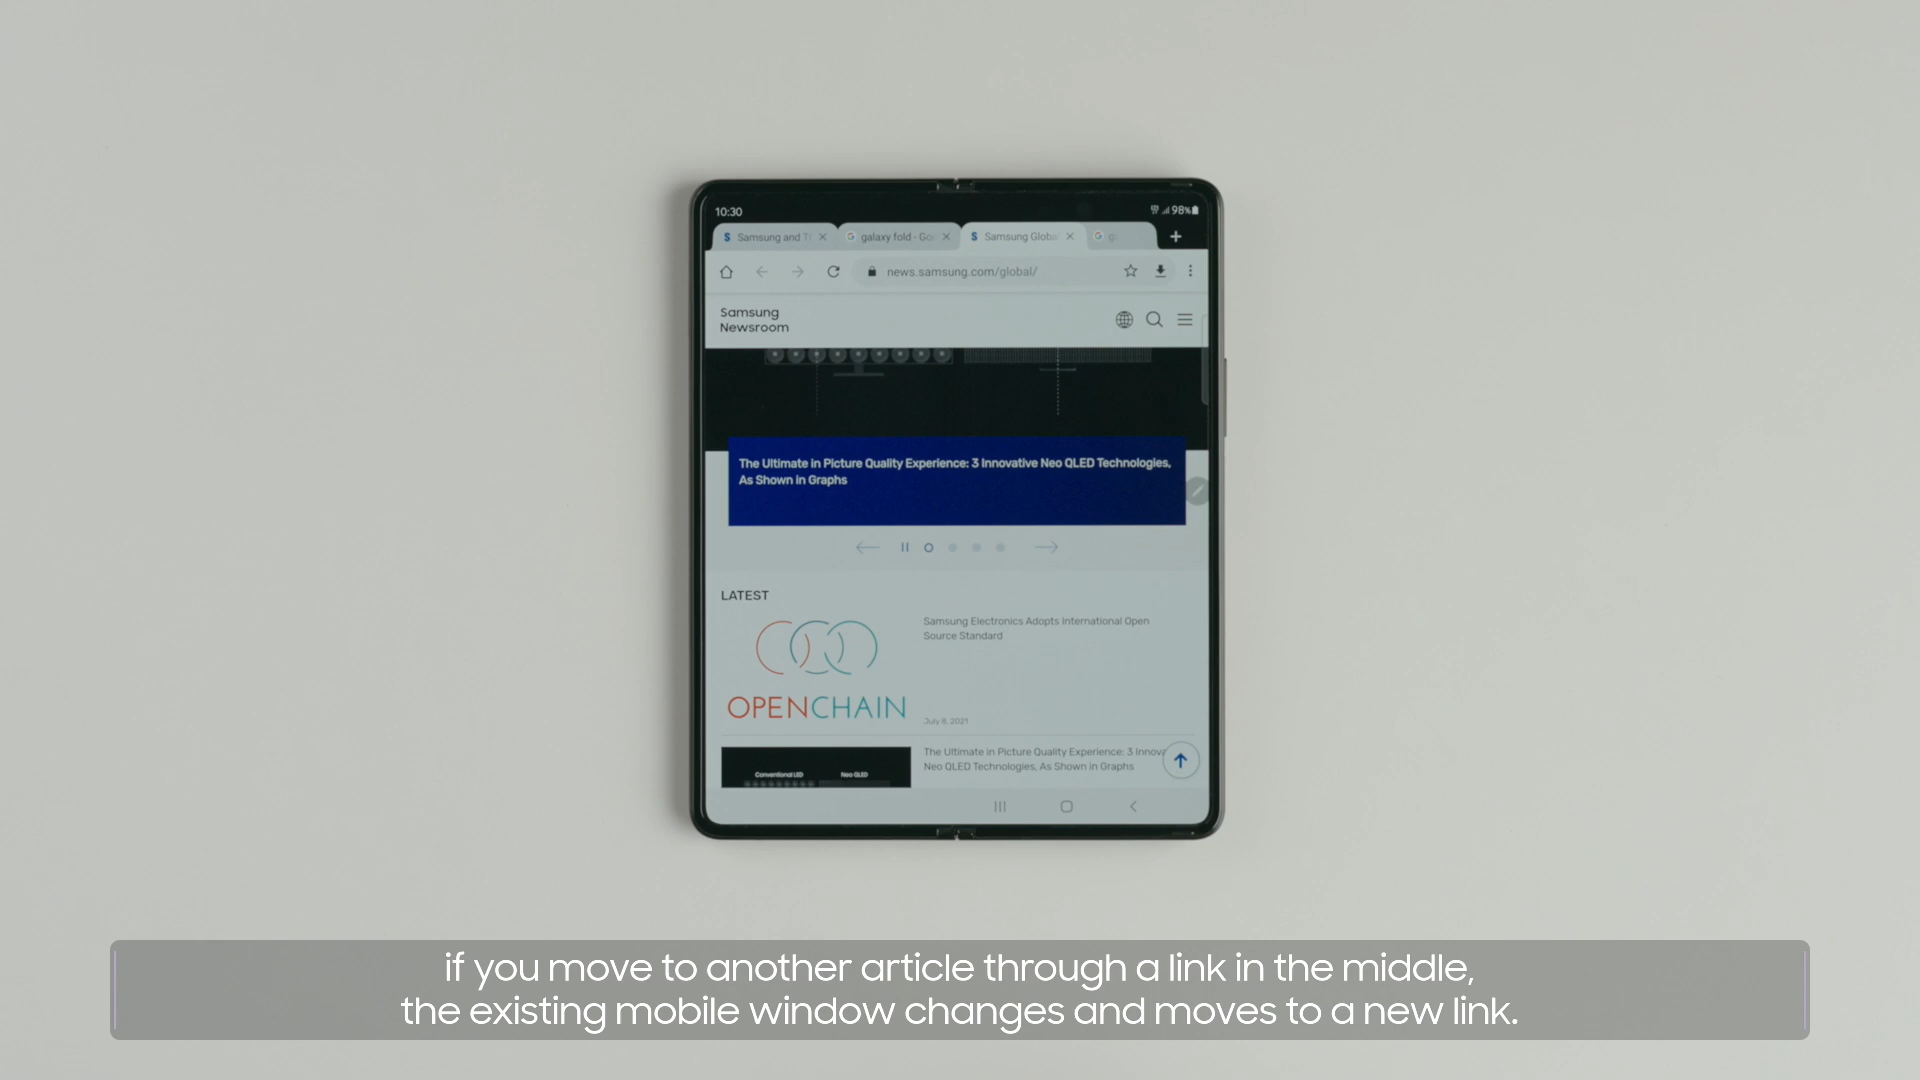 10:30
98%
Samsung and T
galaxy fold - Go
Samsung Globa
g
news.samsung.com/global/
Samsung
Newsroom
The Ultimate in Picture Quality Experience: 3 Innovative Neo QLED Technologies,
As Shown in Graphs
LATEST
Samsung Electronics Adopts International Open
Source Standard
OPENCHAIN
July 8, 2021
The Ultimate in Picture Quality Experience: 3 Innova
Neo QLED Technologies, As Shown in Graphs
Conventional LED
Neo QLED
if you move to another article through a link in the middle,
the existing mobile window changes and moves to a new link.